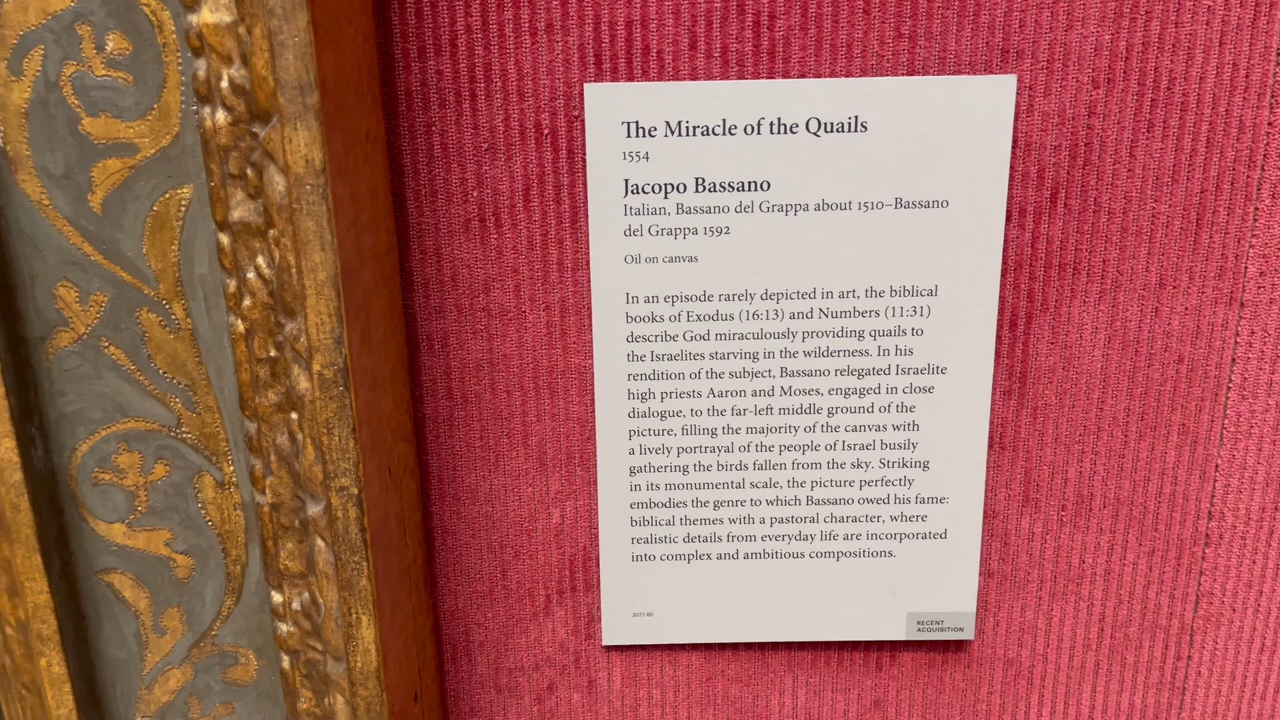 The Miracle of the Quails
1554
Jacopo Bassano
Italian, Bassano del Grappa about 1510–Bassano
del Grappa 1592
Oil on canvas
In an episode rarely depicted in art, the biblical
books of Exodus (16:13) and Numbers (11:31)
describe God miraculously providing quails to
the Israelites starving in the wilderness. In his
rendition of the subject, Bassano relegated Israelite
high priests Aaron and Moses, engaged in close
dialogue, to the far-left middle ground of the
picture, filling the majority of the canvas with
a lively portrayal of the people of Israel busily
gathering the birds fallen from the sky. Striking
in its monumental scale, the picture perfectly
embodies the genre to which Bassano owed his fame:
biblical themes with a pastoral character, where
realistic details from everyday life are incorporated
into complex and ambitious compositions.
2021.60
RECENT
ACQUISITION